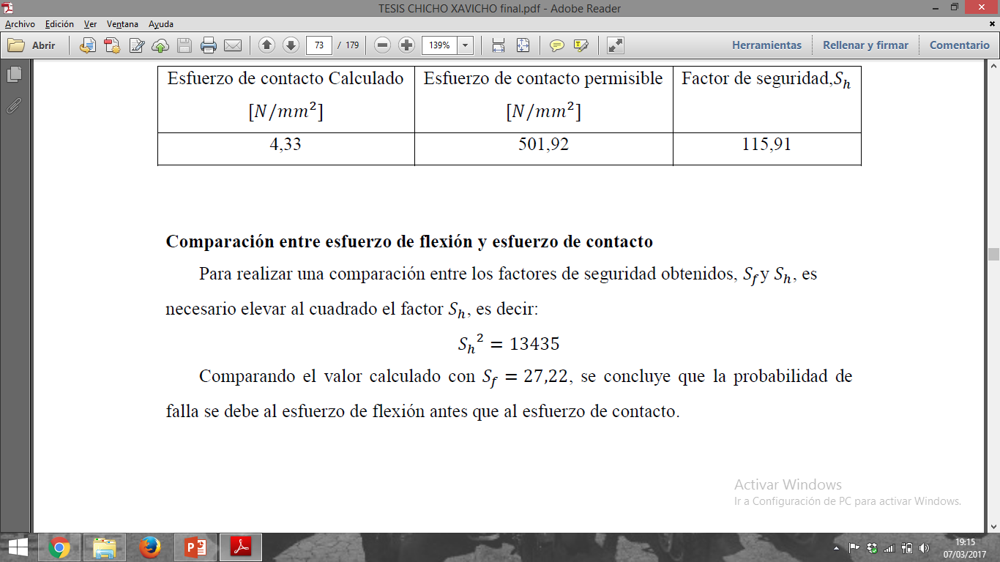 TESIS CHICHO XAVICHO final.pdf - Adobe Reader
Archivo Edición Ver Ventana Ayuda
Abrir 73 / 179 139% Herramientas Rellenar y firmar Comentario
Esfuerzo de contacto Calculado Esfuerzo de contacto permisible Factor de seguridad,𝑆ₕ
[𝑁/𝑚𝑚²] [𝑁/𝑚𝑚²]
4,33 501,92 115,91
Comparación entre esfuerzo de flexión y esfuerzo de contacto
Para realizar una comparación entre los factores de seguridad obtenidos, 𝑆𝑓y 𝑆ₕ, es
necesario elevar al cuadrado el factor 𝑆ₕ, es decir:
𝑆ₕ² = 13435
Comparando el valor calculado con 𝑆𝑓 = 27,22, se concluye que la probabilidad de
falla se debe al esfuerzo de flexión antes que al esfuerzo de contacto.
Activar Windows
Ir a Configuración de PC para activar Windows.
19:15
07/03/2017